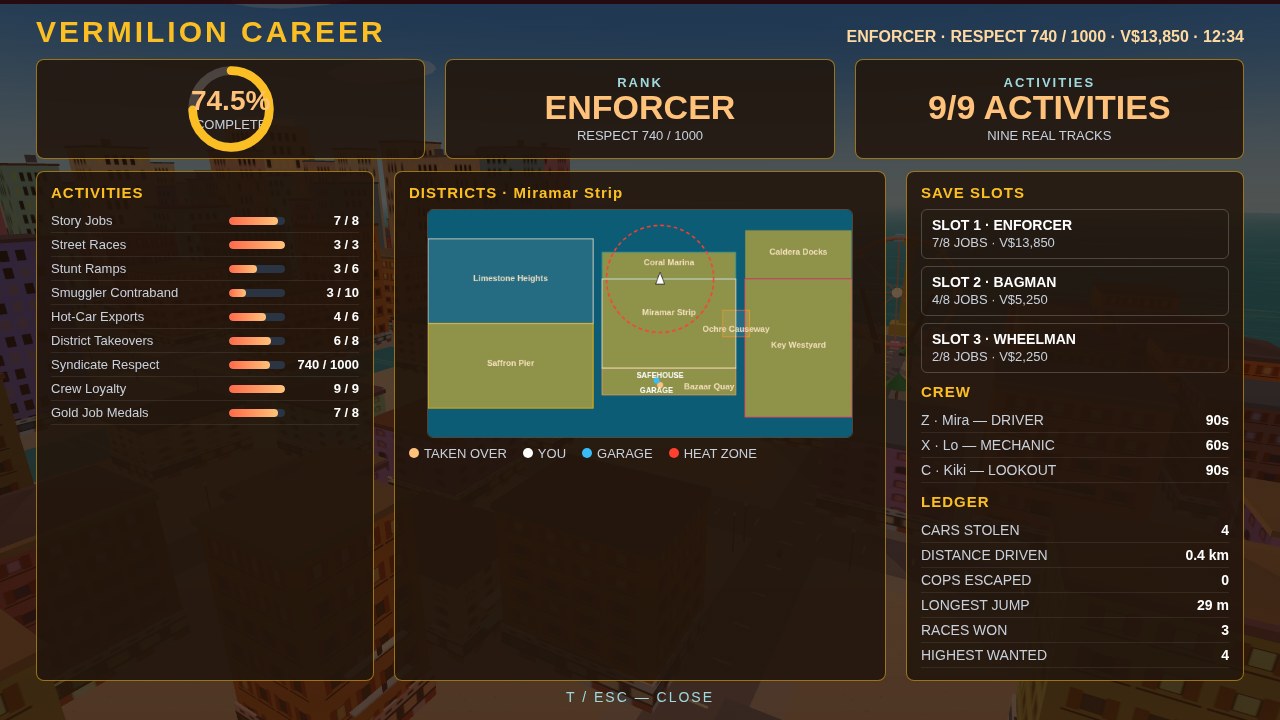 VERMILION CAREER
ENFORCER · RESPECT 740 / 1000 · V$13,850 · 12:34
74.5%
COMPLETE
RANK
ENFORCER
RESPECT 740 / 1000
ACTIVITIES
9/9 ACTIVITIES
NINE REAL TRACKS
ACTIVITIES
Story Jobs 7 / 8
Street Races 3 / 3
Stunt Ramps 3 / 6
Smuggler Contraband 3 / 10
Hot-Car Exports 4 / 6
District Takeovers 6 / 8
Syndicate Respect 740 / 1000
Crew Loyalty 9 / 9
Gold Job Medals 7 / 8
DISTRICTS · Miramar Strip
Caldera Docks
Coral Marina
Limestone Heights
Miramar Strip
Ochre Causeway
Key Westyard
Saffron Pier
SAFEHOUSE
Bazaar Quay
GARAGE
TAKEN OVER YOU GARAGE HEAT ZONE
SAVE SLOTS
SLOT 1 · ENFORCER
7/8 JOBS · V$13,850
SLOT 2 · BAGMAN
4/8 JOBS · V$5,250
SLOT 3 · WHEELMAN
2/8 JOBS · V$2,250
CREW
Z · Mira — DRIVER 90s
X · Lo — MECHANIC 60s
C · Kiki — LOOKOUT 90s
LEDGER
CARS STOLEN 4
DISTANCE DRIVEN 0.4 km
COPS ESCAPED 0
LONGEST JUMP 29 m
RACES WON 3
HIGHEST WANTED 4
T / ESC — CLOSE